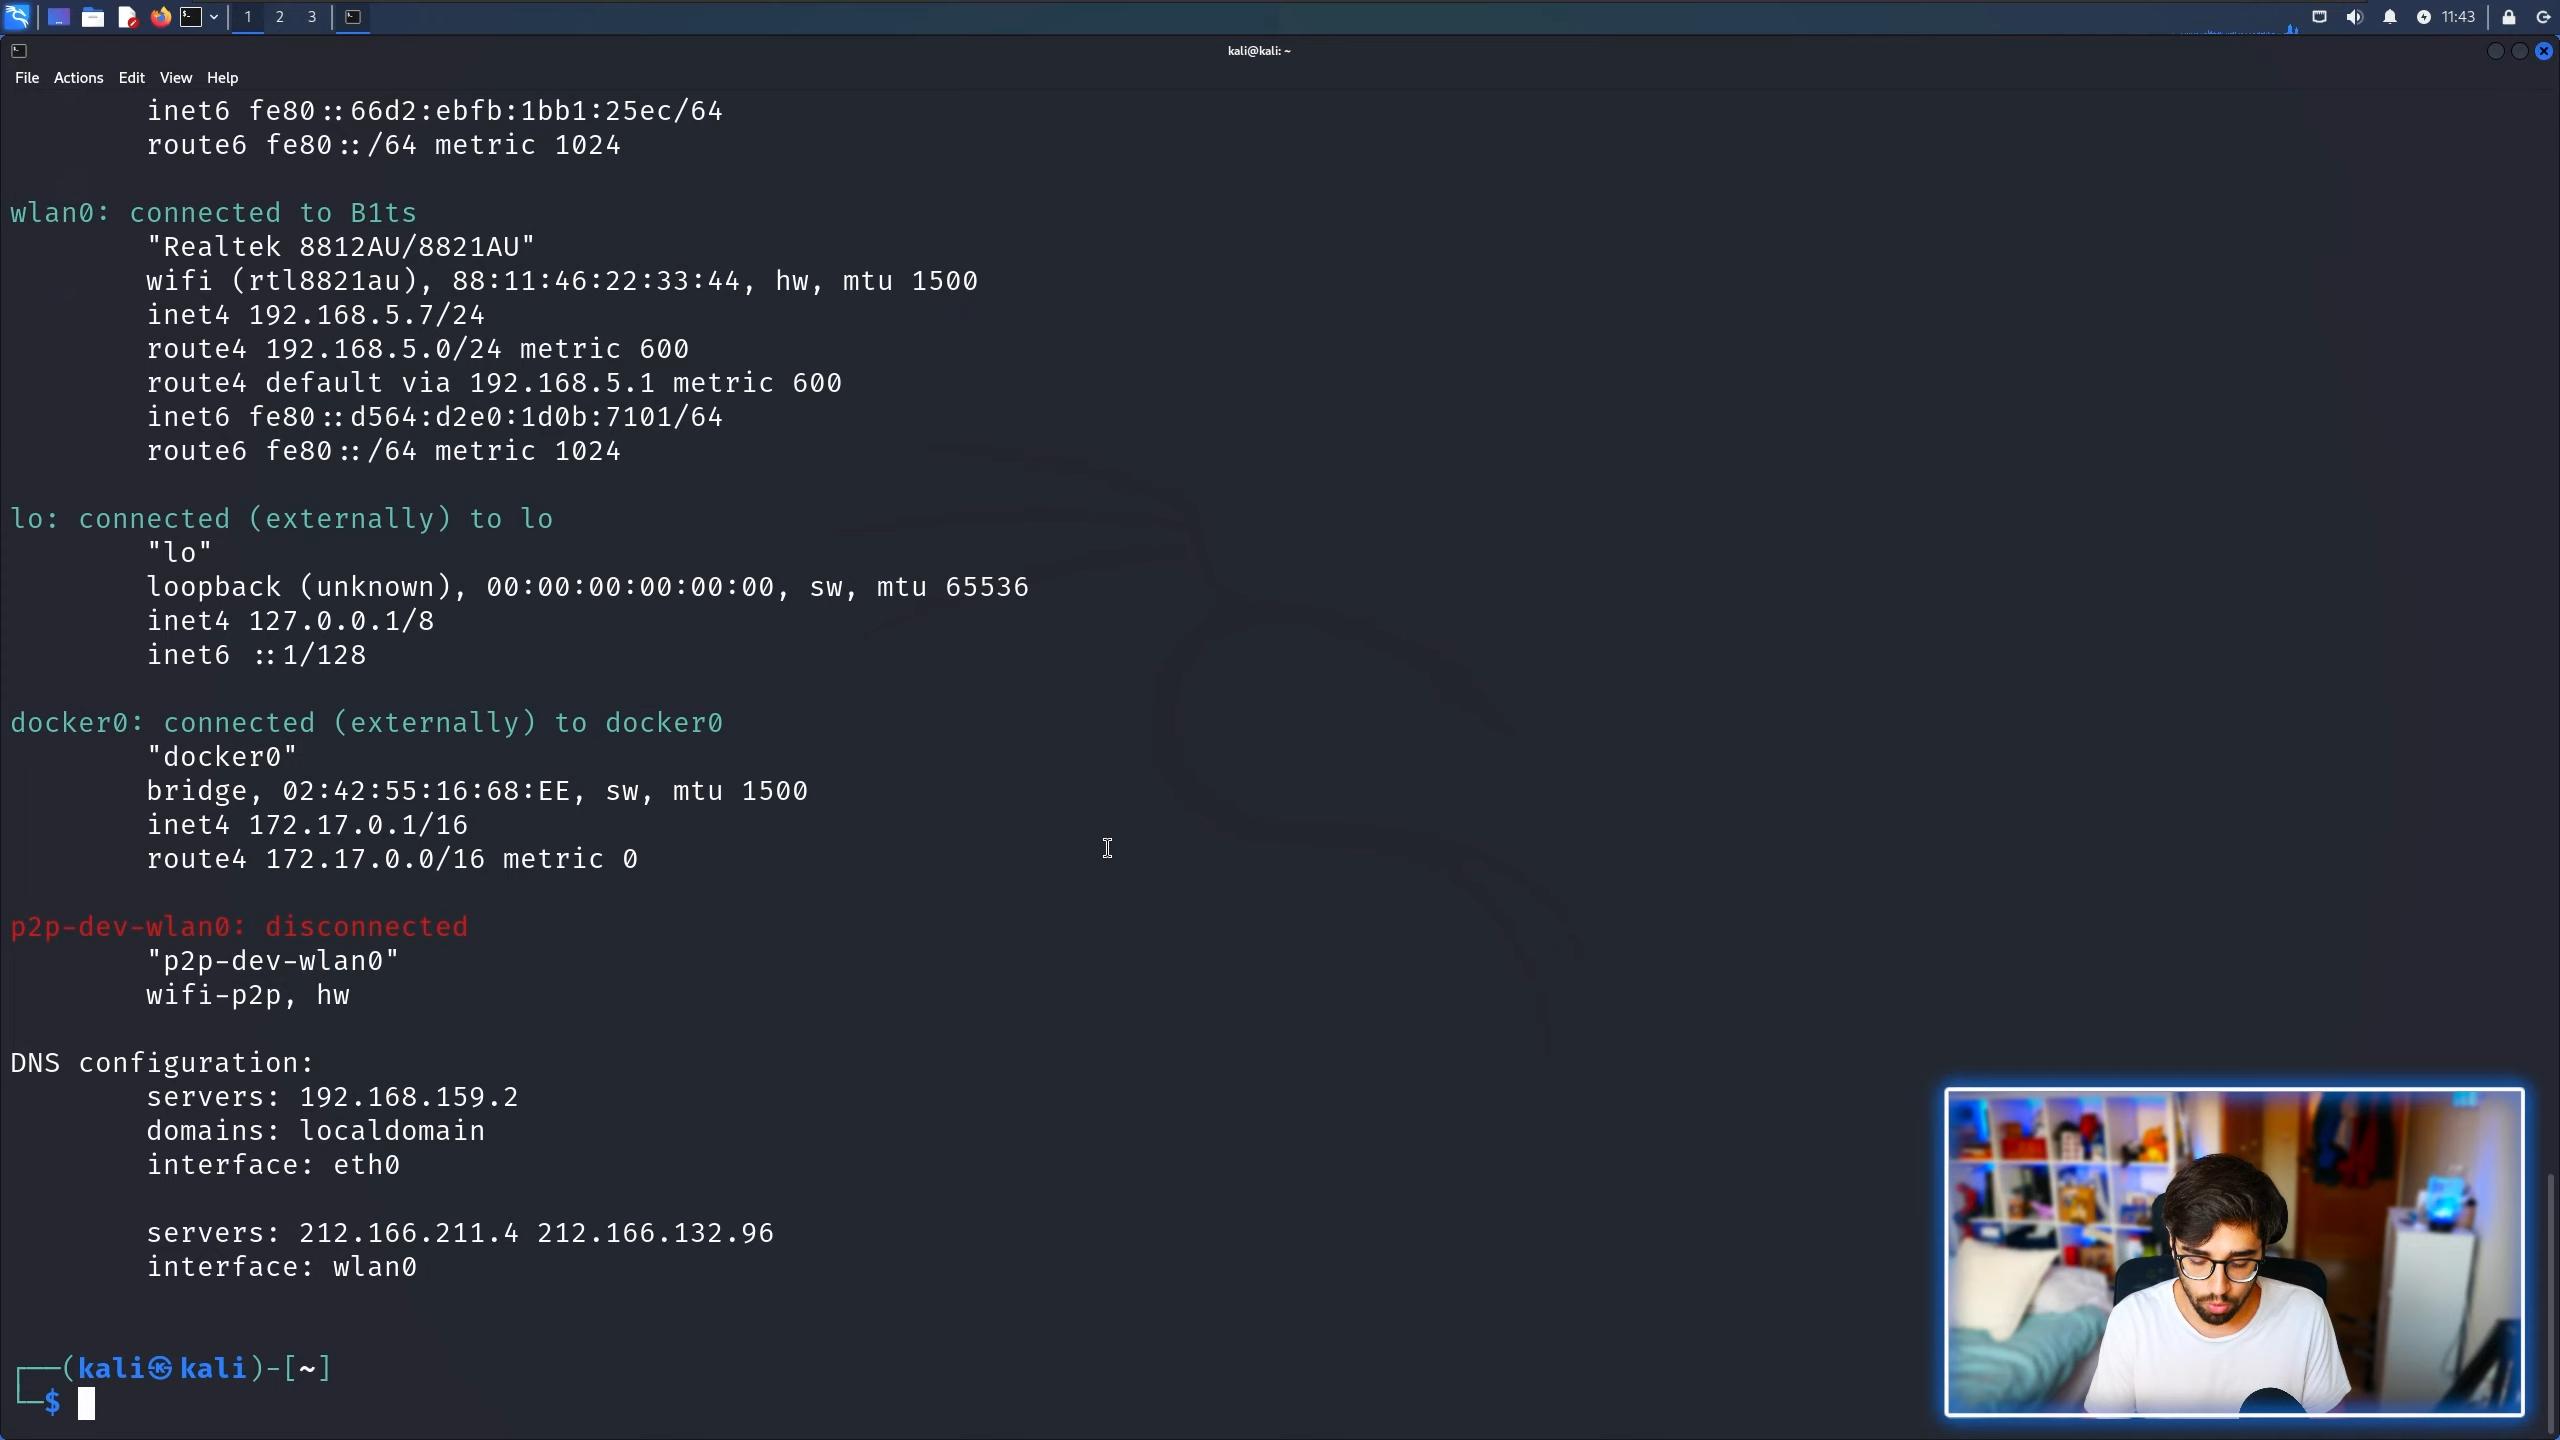 1 2 3
11:43
kali@kali: ~
File Actions Edit View Help
inet6 fe80::66d2:ebfb:1bb1:25ec/64
route6 fe80::/64 metric 1024
wlan0: connected to B1ts
"Realtek 8812AU/8821AU"
wifi (rtl8821au), 88:11:46:22:33:44, hw, mtu 1500
inet4 192.168.5.7/24
route4 192.168.5.0/24 metric 600
route4 default via 192.168.5.1 metric 600
inet6 fe80::d564:d2e0:1d0b:7101/64
route6 fe80::/64 metric 1024
lo: connected (externally) to lo
"lo"
loopback (unknown), 00:00:00:00:00:00, sw, mtu 65536
inet4 127.0.0.1/8
inet6 ::1/128
docker0: connected (externally) to docker0
"docker0"
bridge, 02:42:55:16:68:EE, sw, mtu 1500
inet4 172.17.0.1/16
route4 172.17.0.0/16 metric 0
p2p-dev-wlan0: disconnected
"p2p-dev-wlan0"
wifi-p2p, hw
DNS configuration:
servers: 192.168.159.2
domains: localdomain
interface: eth0
servers: 212.166.211.4 212.166.132.96
interface: wlan0
┌──(kali㉿kali)-[~]
└─$